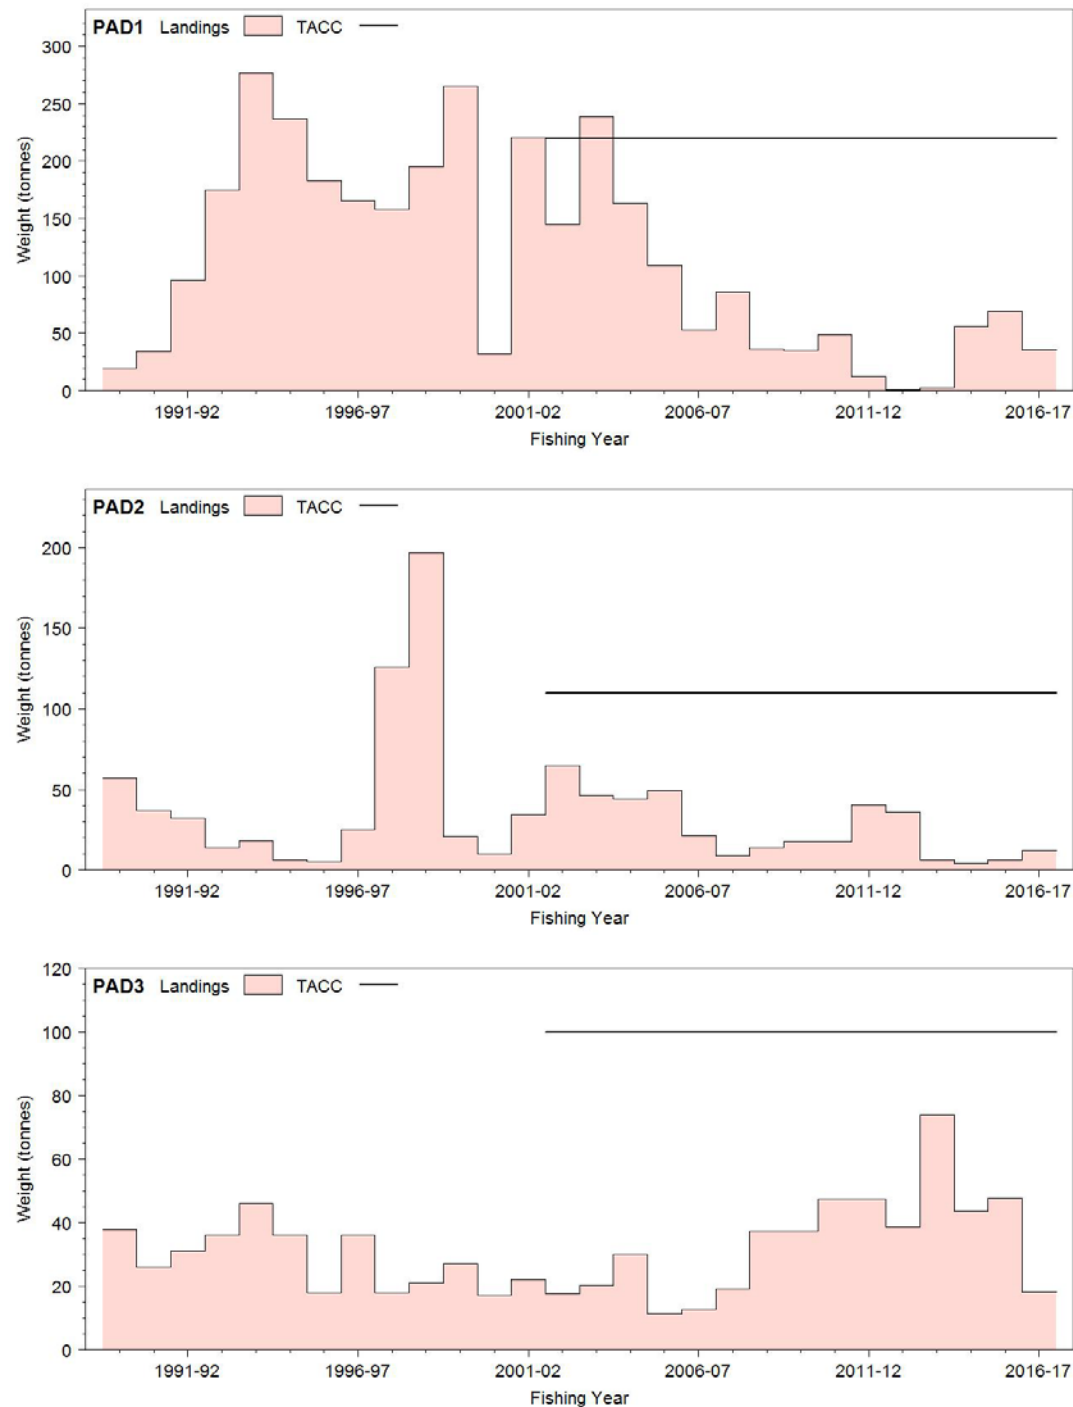 PAD1 Landings TACC
300
250
200
150
100
50
0
Weight (tonnes)
1991-92 1996-97 2001-02 2006-07 2011-12 2016-17
Fishing Year
PAD2 Landings TACC
200
150
100
50
0
Weight (tonnes)
1991-92 1996-97 2001-02 2006-07 2011-12 2016-17
Fishing Year
PAD3 Landings TACC
120
100
80
60
40
20
0
Weight (tonnes)
1991-92 1996-97 2001-02 2006-07 2011-12 2016-17
Fishing Year